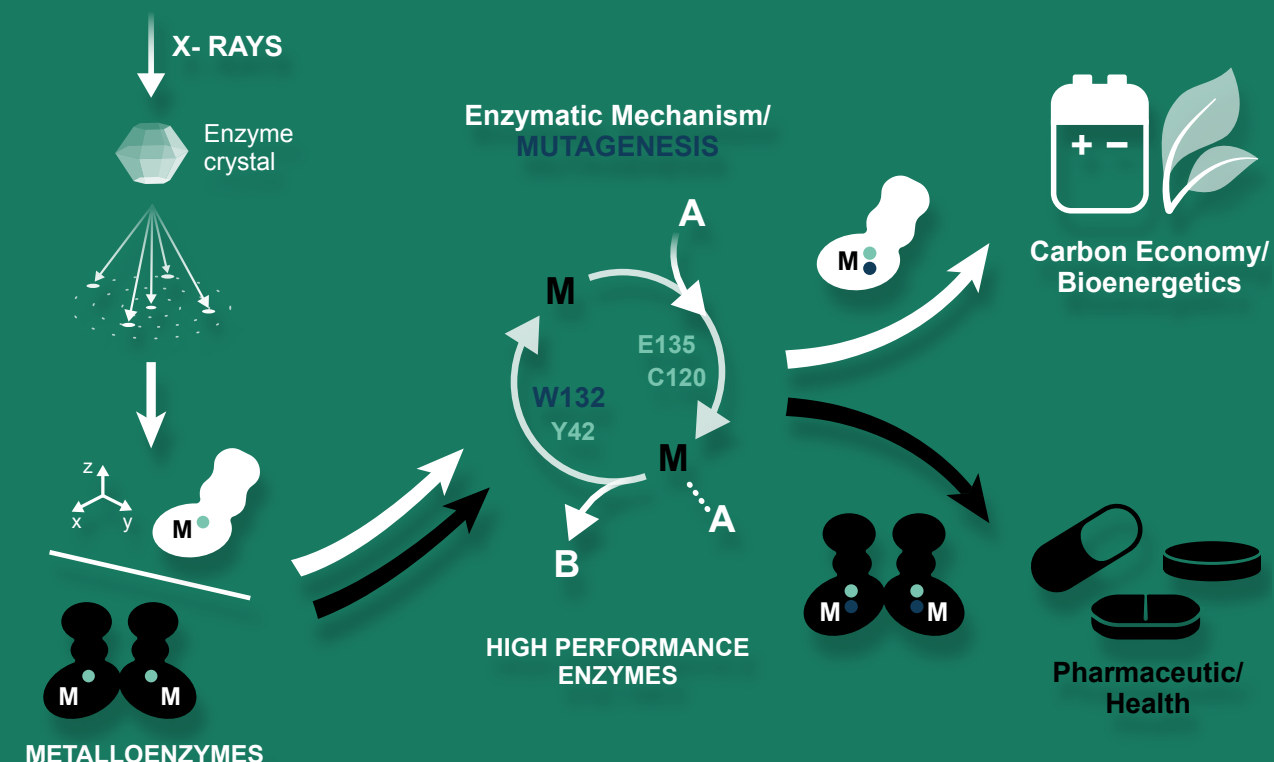 X- RAYS
Enzyme
crystal
z
x
y
M
M
M
METALLOENZYMES
Enzymatic Mechanism/
MUTAGENESIS
A
M
E135
C120
W132
Y42
M
A
B
HIGH PERFORMANCE
ENZYMES
M
+ −
Carbon Economy/
Bioenergetics
M
M
Pharmaceutic/
Health